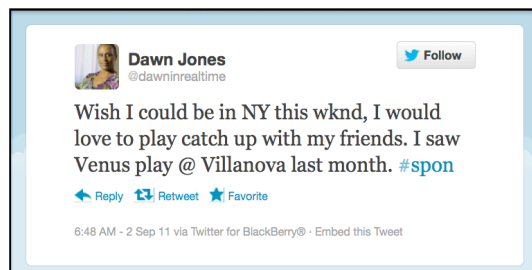 Dawn Jones
@dawninrealtime
Follow
Wish I could be in NY this wknd, I would
love to play catch up with my friends. I saw
Venus play @ Villanova last month. #spon
Reply Retweet Favorite
6:48 AM - 2 Sep 11 via Twitter for BlackBerry® · Embed this Tweet